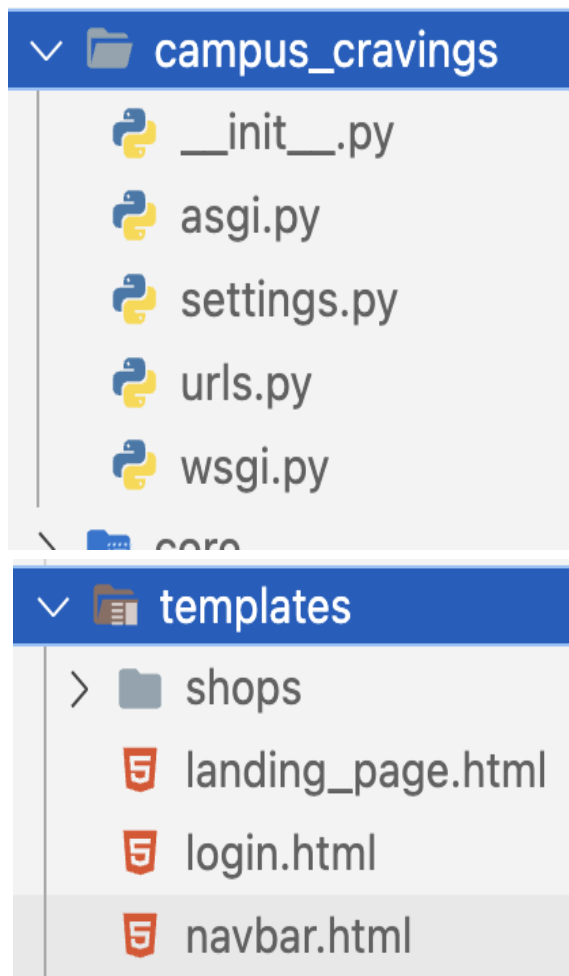 campus_cravings
__init__.py
asgi.py
settings.py
urls.py
wsgi.py
core
templates
shops
landing_page.html
login.html
navbar.html